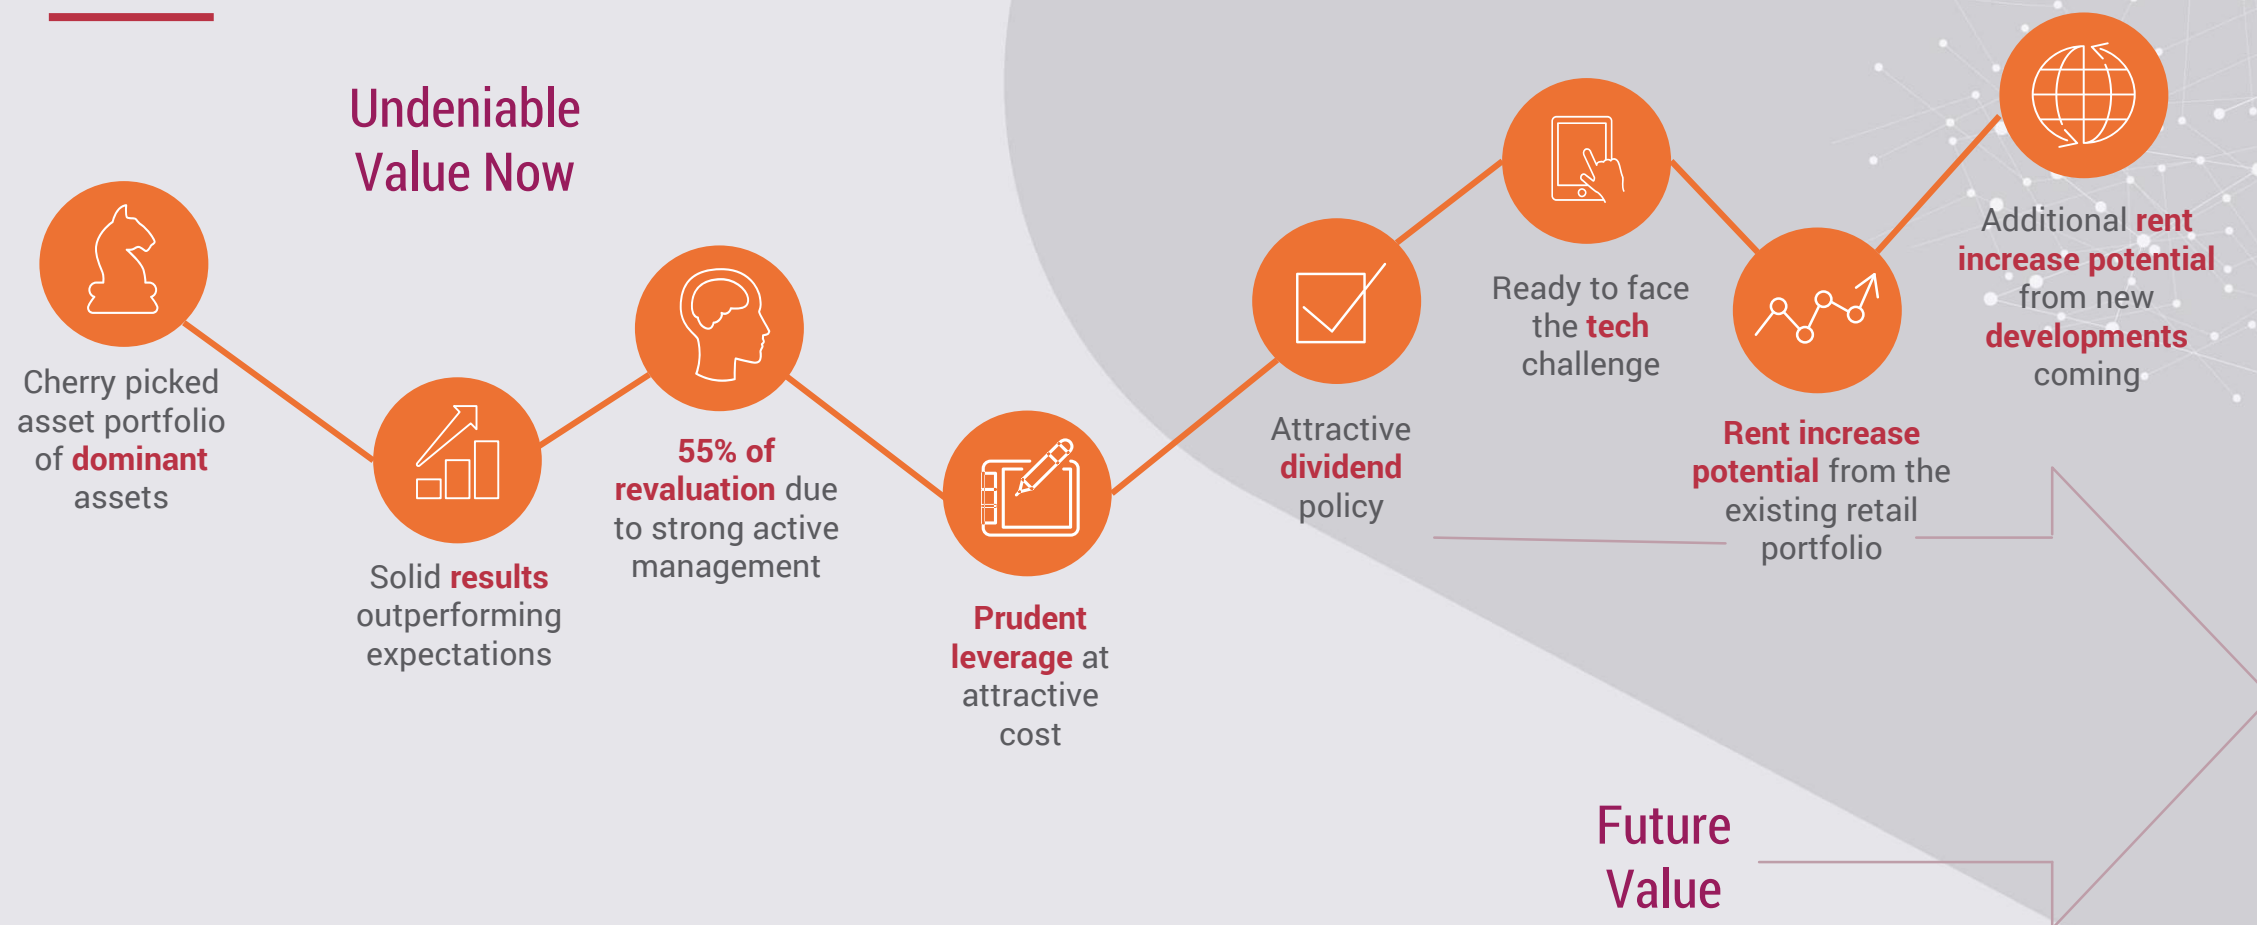 Undeniable
Value Now
Cherry picked
asset portfolio
of dominant
assets
Solid results
outperforming
expectations
55% of
revaluation due
to strong active
management
Prudent
leverage at
attractive
cost
Attractive
dividend
policy
Ready to face
the tech
challenge
Rent increase
potential from the
existing retail
portfolio
Additional rent
increase potential
from new
developments
coming
Future
Value